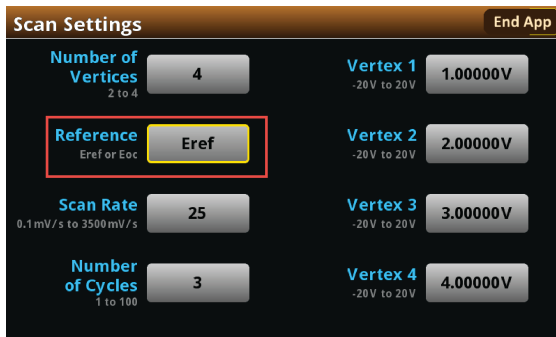 Scan Settings
End App
Number of
Vertices
2 to 4
4
Reference
Eref or Eoc
Eref
Scan Rate
0.1mV/s to 3500mV/s
25
Number
of Cycles
1 to 100
3
Vertex 1
-20V to 20V
1.00000V
Vertex 2
-20V to 20V
2.00000V
Vertex 3
-20V to 20V
3.00000V
Vertex 4
-20V to 20V
4.00000V